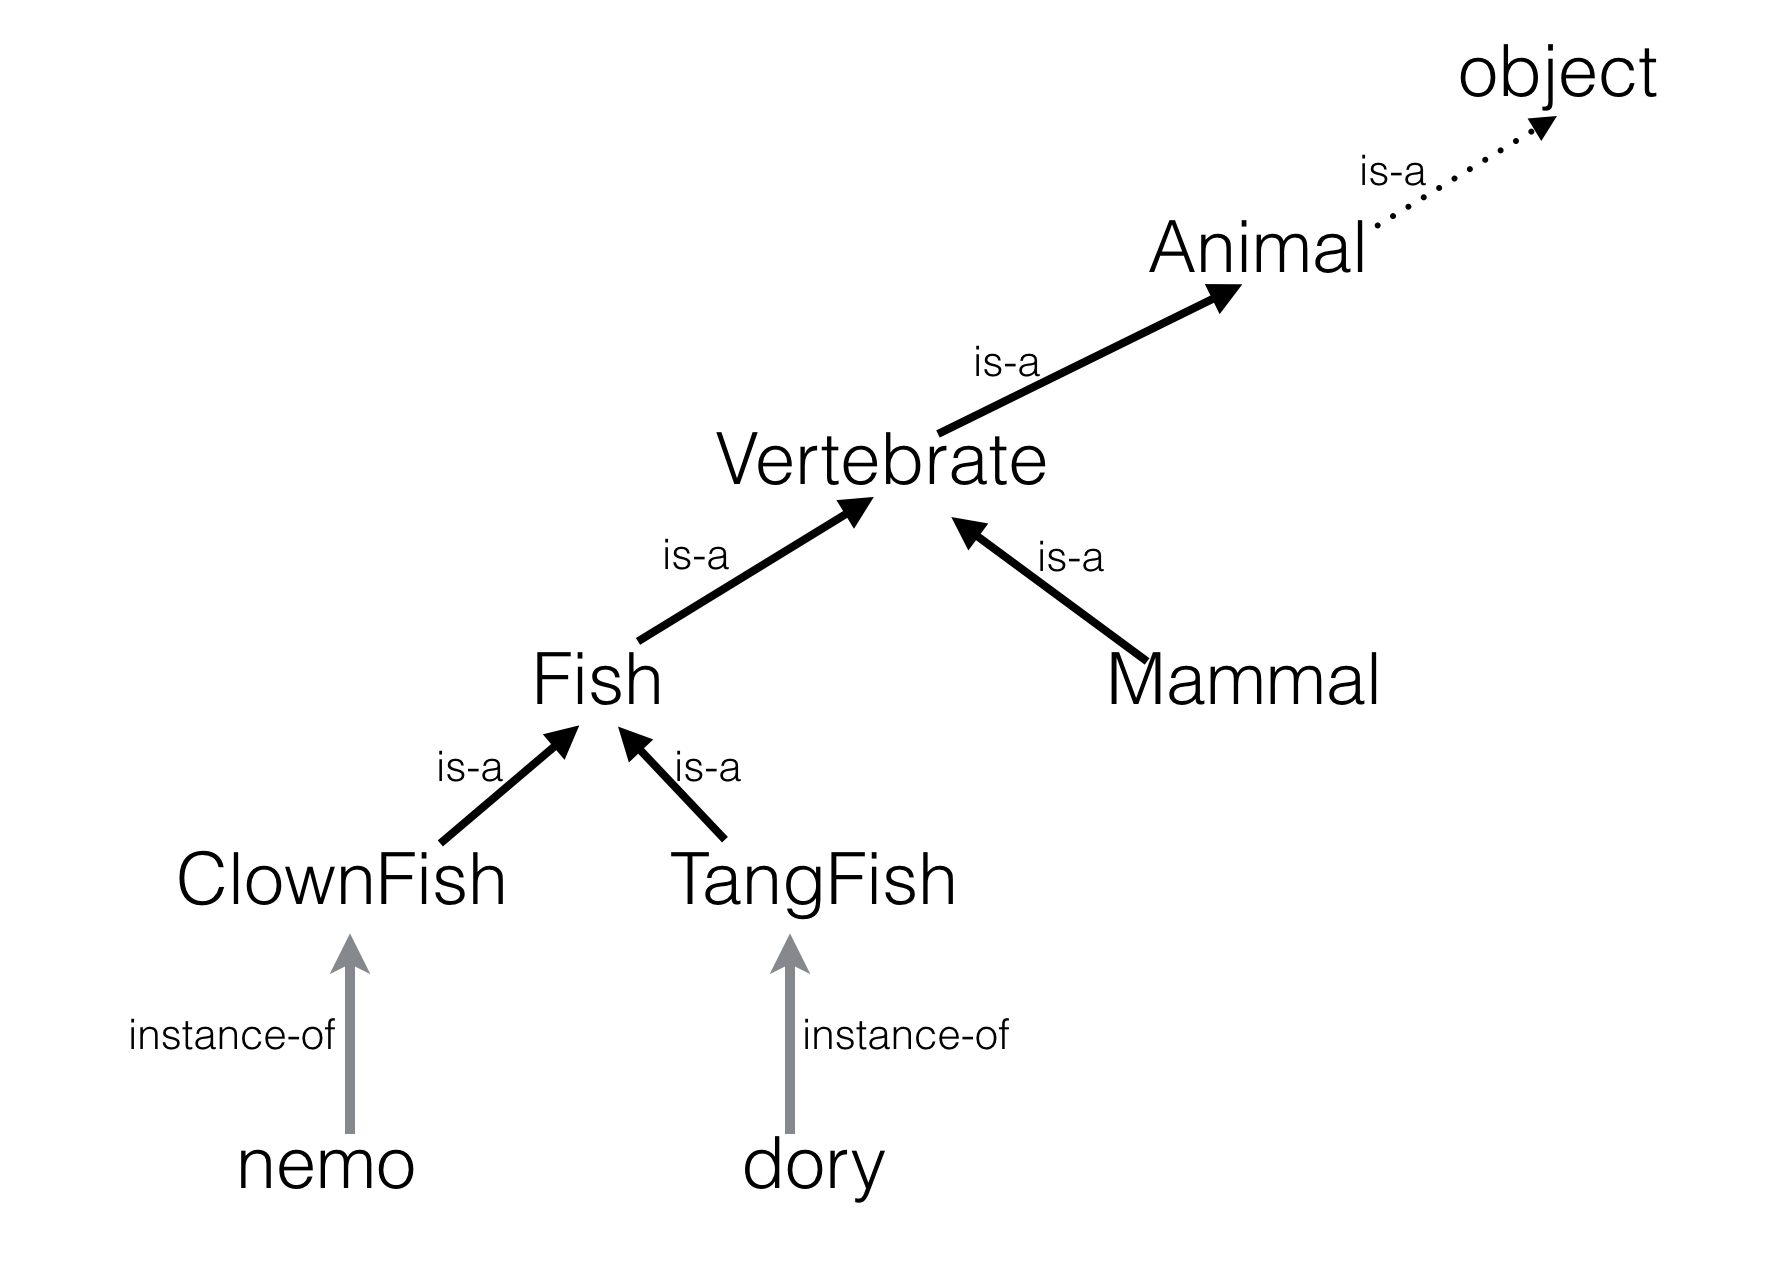 object
is-a
Animal
is-a
Vertebrate
is-a
is-a
Fish
Mammal
is-a
is-a
ClownFish
TangFish
instance-of
instance-of
nemo
dory